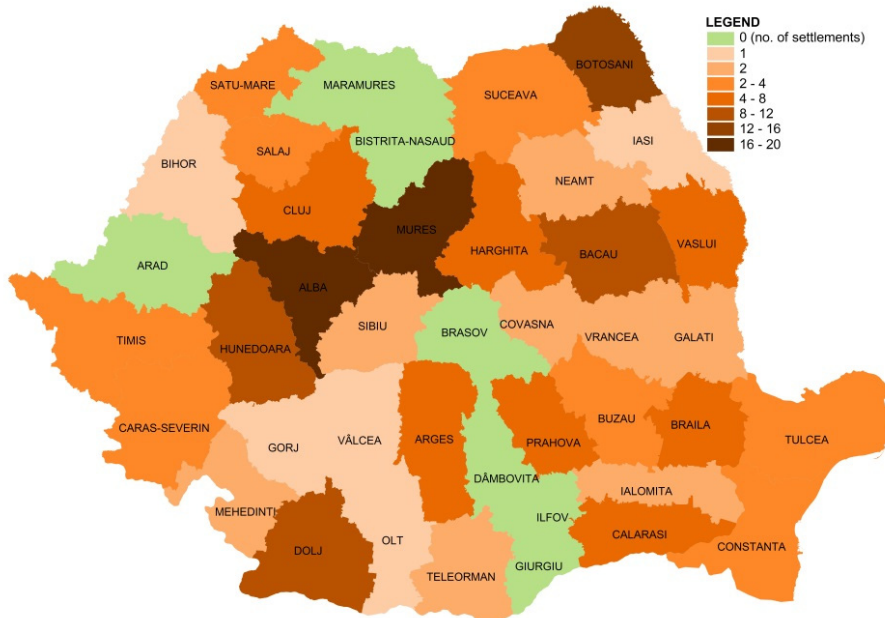 LEGEND
0 (no. of settlements)
1
2
2 - 4
4 - 8
8 - 12
12 - 16
16 - 20
BOTOSANI
SATU-MARE
MARAMURES
SUCEAVA
IASI
BISTRITA-NASAUD
SALAJ
BIHOR
NEAMT
CLUJ
MURES
HARGHITA
BACAU
VASLUI
ARAD
ALBA
SIBIU
BRASOV
COVASNA
VRANCEA
GALATI
TIMIS
HUNEDOARA
CARAS-SEVERIN
GORJ
VÂLCEA
ARGES
PRAHOVA
BUZAU
BRAILA
TULCEA
DÂMBOVITA
IALOMITA
MEHEDINTI
ILFOV
CALARASI
DOLJ
OLT
CONSTANTA
TELEORMAN
GIURGIU